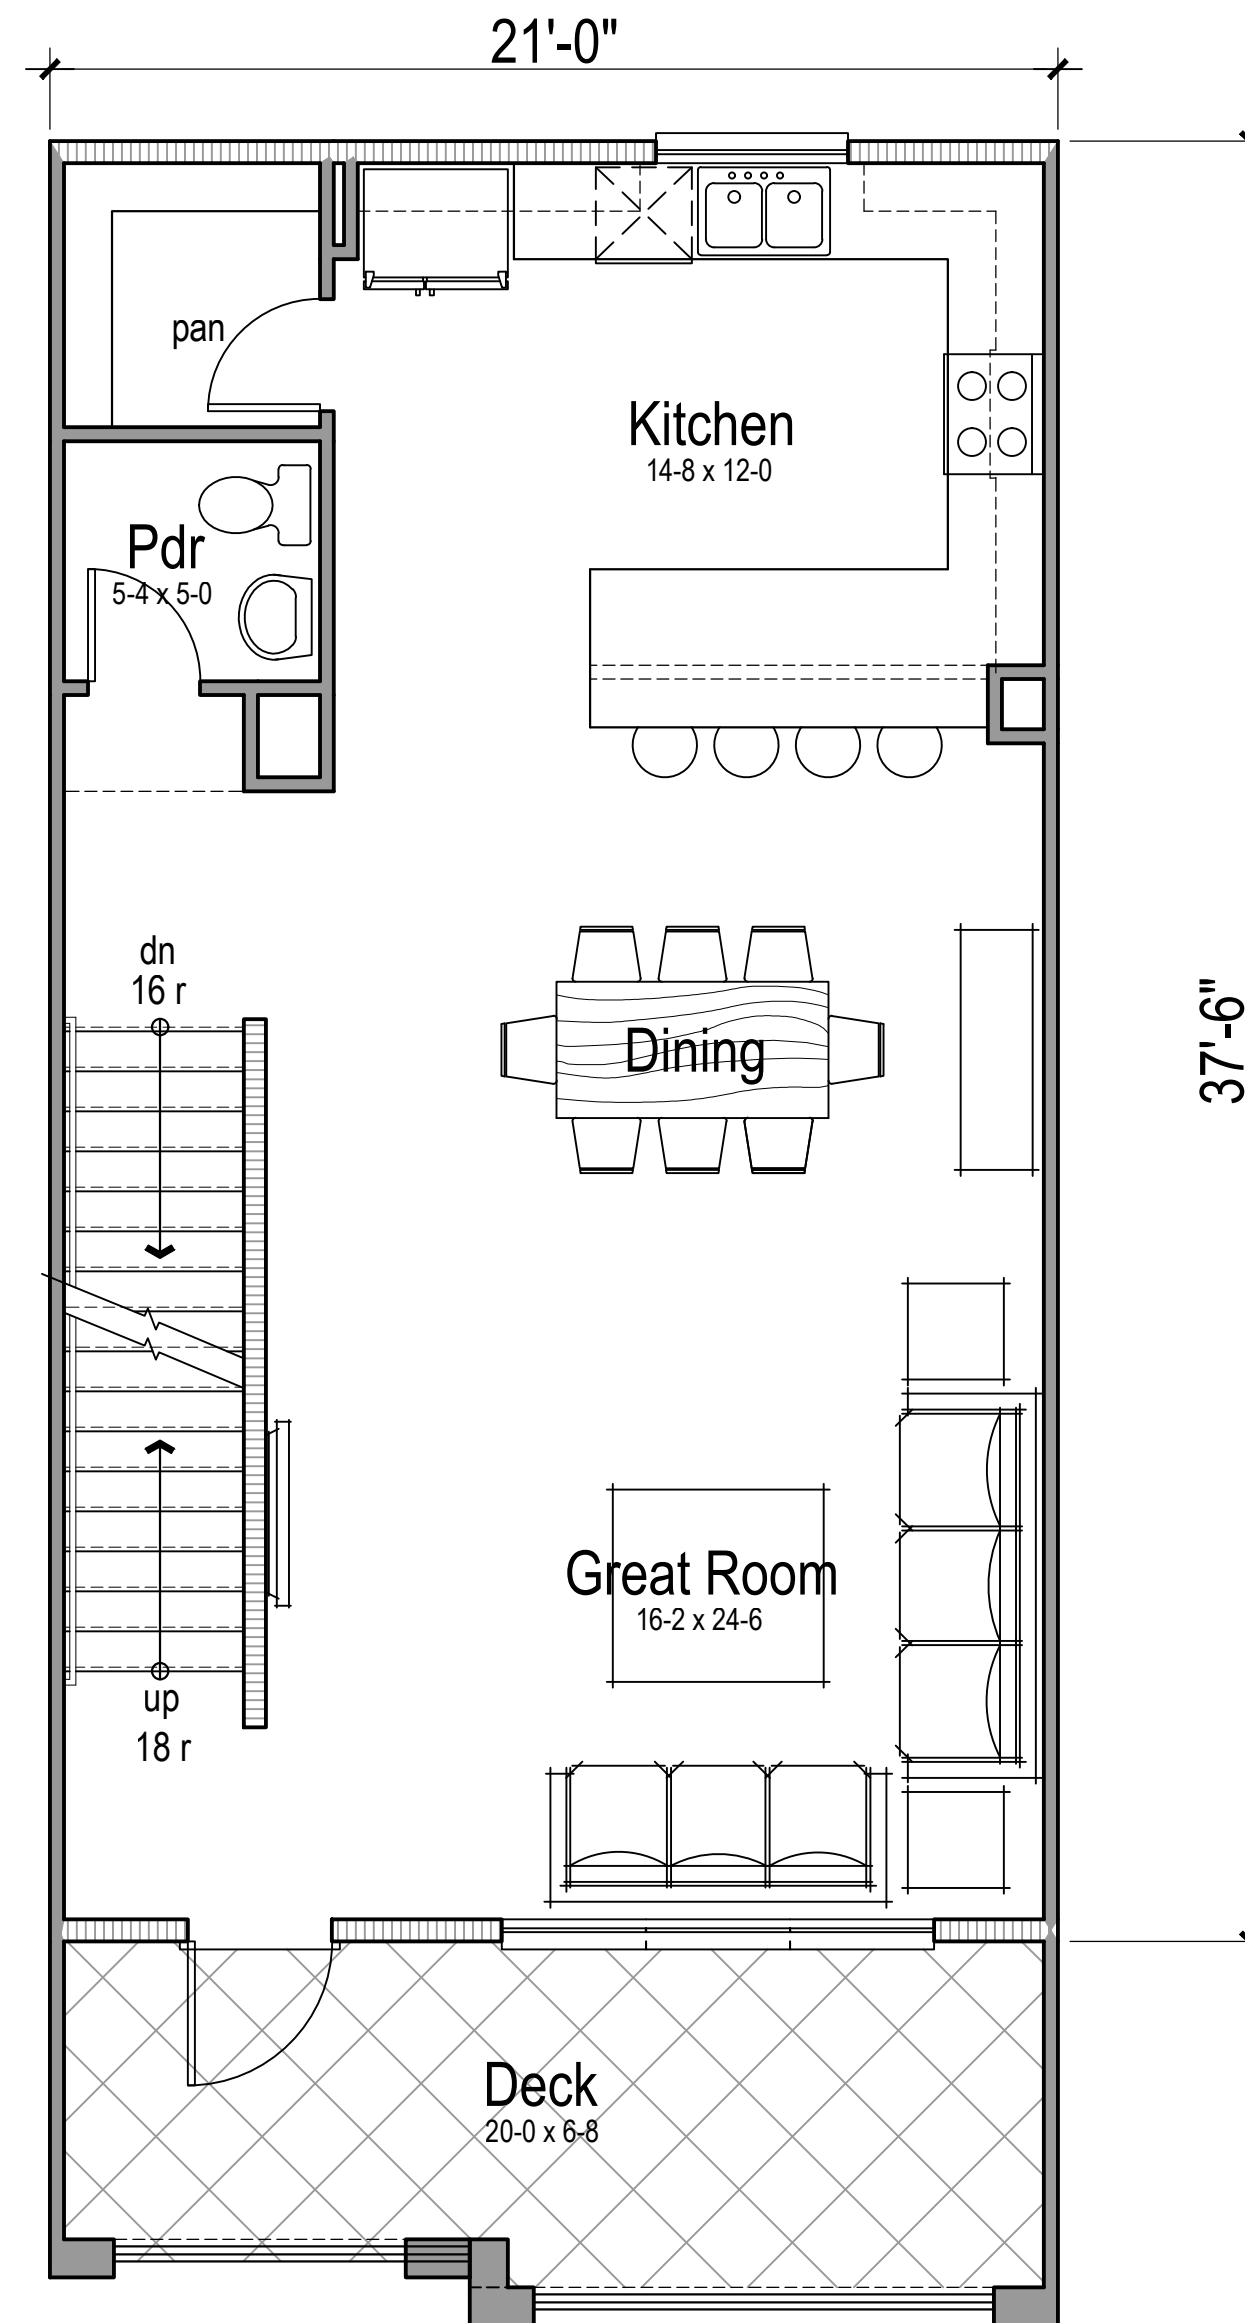 21'-0"
pan
Kitchen
14-8 x 12-0
Pdr
5-4 x 5-0
dn
16 r
Dining
37'-6"
Great Room
16-2 x 24-6
up
18 r
Deck
20-0 x 6-8